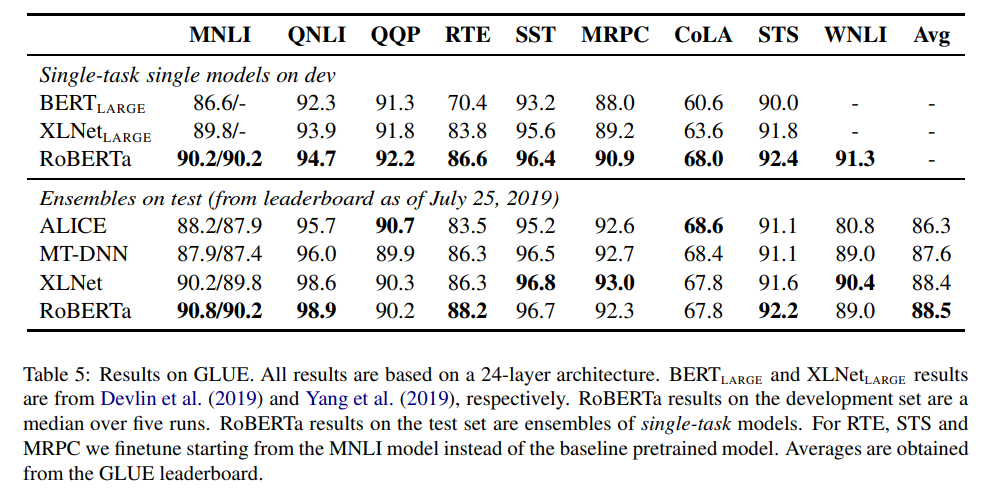 MNLI QNLI QQP RTE SST MRPC CoLA STS WNLI Avg
Single-task single models on dev
BERTLARGE 86.6/- 92.3 91.3 70.4 93.2 88.0 60.6 90.0 - -
XLNetLARGE 89.8/- 93.9 91.8 83.8 95.6 89.2 63.6 91.8 - -
RoBERTa 90.2/90.2 94.7 92.2 86.6 96.4 90.9 68.0 92.4 91.3 -
Ensembles on test (from leaderboard as of July 25, 2019)
ALICE 88.2/87.9 95.7 90.7 83.5 95.2 92.6 68.6 91.1 80.8 86.3
MT-DNN 87.9/87.4 96.0 89.9 86.3 96.5 92.7 68.4 91.1 89.0 87.6
XLNet 90.2/89.8 98.6 90.3 86.3 96.8 93.0 67.8 91.6 90.4 88.4
RoBERTa 90.8/90.2 98.9 90.2 88.2 96.7 92.3 67.8 92.2 89.0 88.5
Table 5: Results on GLUE. All results are based on a 24-layer architecture. BERTLARGE and XLNetLARGE results
are from Devlin et al. (2019) and Yang et al. (2019), respectively. RoBERTa results on the development set are a
median over five runs. RoBERTa results on the test set are ensembles of single-task models. For RTE, STS and
MRPC we finetune starting from the MNLI model instead of the baseline pretrained model. Averages are obtained
from the GLUE leaderboard.